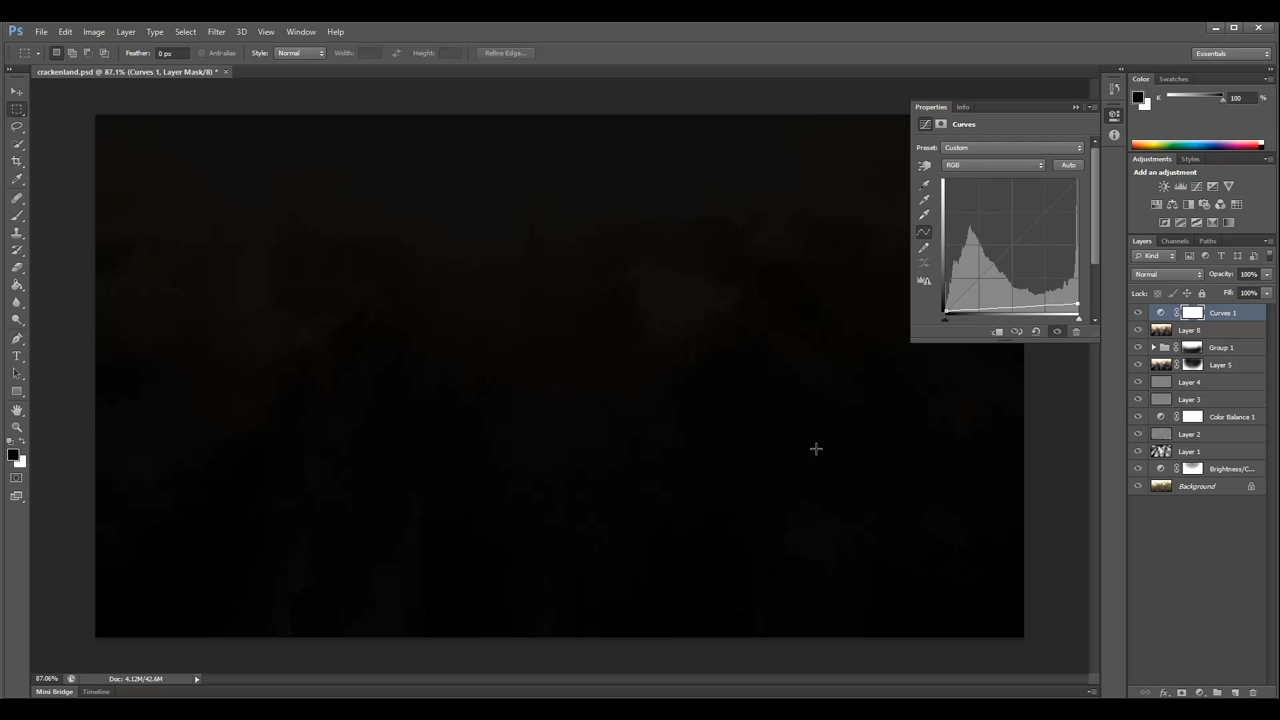 Ps File Edit Image Layer Type Select Filter 3D View Window Help
Feather: 0 px Anti-alias Style: Normal Width: Height: Refine Edge... Essentials
crackenland.psd @ 87.1% (Curves 1, Layer Mask/8) * ×
Color Swatches
K 100 %
Properties Info
Curves
Preset: Custom
RGB Auto
Adjustments Styles
Add an adjustment
Layers Channels Paths
Kind
Normal Opacity: 100%
Lock: Fill: 100%
Curves 1
Layer 8
Group 1
Layer 5
Layer 4
Layer 3
Color Balance 1
Layer 2
Layer 1
Brightness/C...
Background
87.06% Doc: 4.12M/42.6M
Mini Bridge Timeline